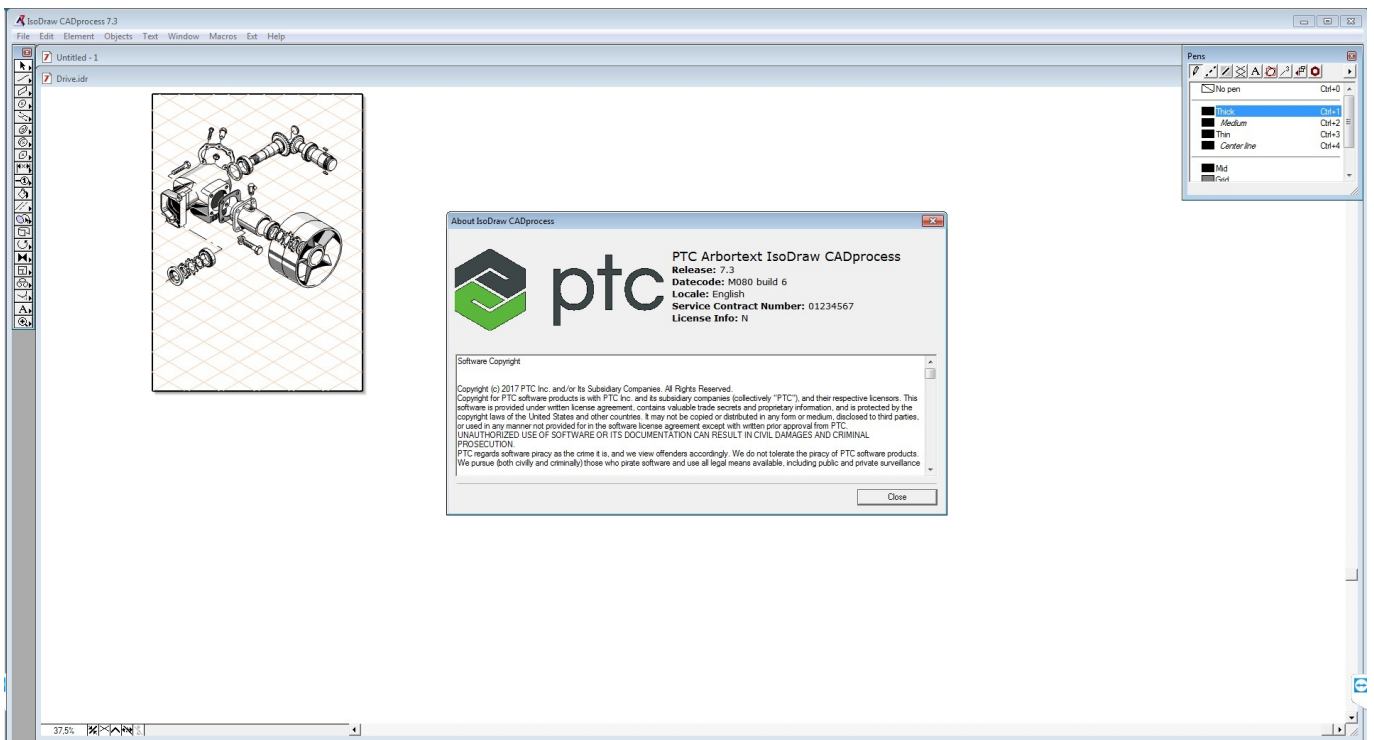 IsoDraw CADprocess 7.3
File Edit Element Objects Text Window Macros Ext Help
Untitled - 1
Drive.idr
Pens
No pen Ctrl+0
Thick Ctrl+1
Medium Ctrl+2
Thin Ctrl+3
Center line Ctrl+4
Mid
Grid
About IsoDraw CADprocess
ptc
PTC Arbortext IsoDraw CADprocess
Release: 7.3
Datecode: M080 build 6
Locale: English
Service Contract Number: 01234567
License Info: N
Software Copyright
Copyright (c) 2017 PTC Inc. and/or Its Subsidiary Companies. All Rights Reserved.
Copyright for PTC software products is with PTC Inc. and its subsidiary companies (collectively "PTC"), and their respective licensors. This
software is provided under written license agreement, contains valuable trade secrets and proprietary information, and is protected by the
copyright laws of the United States and other countries. It may not be copied or distributed in any form or medium, disclosed to third parties,
or used in any manner not provided for in the software license agreement except with written prior approval from PTC.
UNAUTHORIZED USE OF SOFTWARE OR ITS DOCUMENTATION CAN RESULT IN CIVIL DAMAGES AND CRIMINAL
PROSECUTION.
PTC regards software piracy as the crime it is, and we view offenders accordingly. We do not tolerate the piracy of PTC software products.
We pursue (both civilly and criminally) those who pirate software and use all legal means available, including public and private surveillance
Close
37.5%